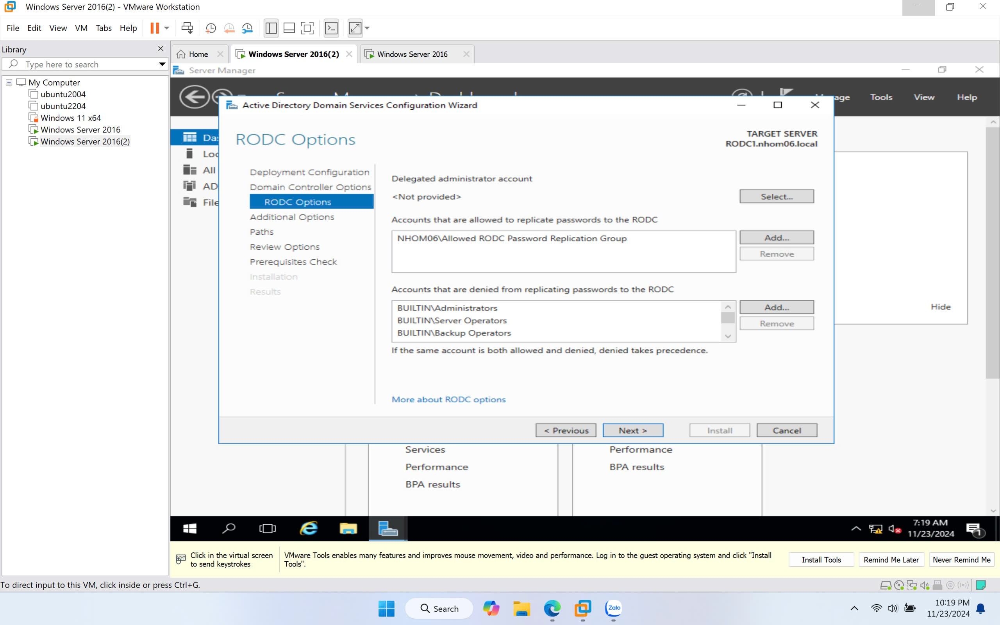 Windows Server 2016(2) - VMware Workstation
File Edit View VM Tabs Help
Library
Type here to search
My Computer
ubuntu2004
ubuntu2204
Windows 11 x64
Windows Server 2016
Windows Server 2016(2)
Home
Windows Server 2016(2)
Windows Server 2016
Server Manager
Tools View Help
Active Directory Domain Services Configuration Wizard
RODC Options
TARGET SERVER
RODC1.nhom06.local
Deployment Configuration
Domain Controller Options
RODC Options
Additional Options
Paths
Review Options
Prerequisites Check
Installation
Results
Delegated administrator account
<Not provided>
Select...
Accounts that are allowed to replicate passwords to the RODC
NHOM06\Allowed RODC Password Replication Group
Add...
Remove
Accounts that are denied from replicating passwords to the RODC
BUILTIN\Administrators
BUILTIN\Server Operators
BUILTIN\Backup Operators
Add...
Remove
If the same account is both allowed and denied, denied takes precedence.
More about RODC options
< Previous
Next >
Install
Cancel
Hide
All
AD
File
Services
Performance
BPA results
Performance
BPA results
7:19 AM
11/23/2024
1
Click in the virtual screen
to send keystrokes
VMware Tools enables many features and improves mouse movement, video and performance. Log in to the guest operating system and click "Install
Tools".
Install Tools
Remind Me Later
Never Remind Me
To direct input to this VM, click inside or press Ctrl+G.
Search
Zalo
10:19 PM
11/23/2024